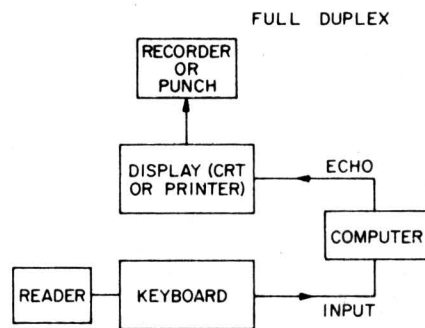 FULL DUPLEX
RECORDER
OR
PUNCH
DISPLAY (CRT
OR PRINTER)
ECHO
COMPUTER
READER
KEYBOARD
INPUT